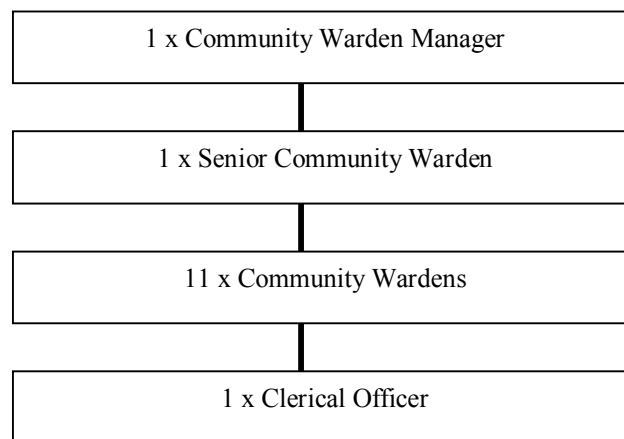 1 x Community Warden Manager
1 x Senior Community Warden
11 x Community Wardens
1 x Clerical Officer